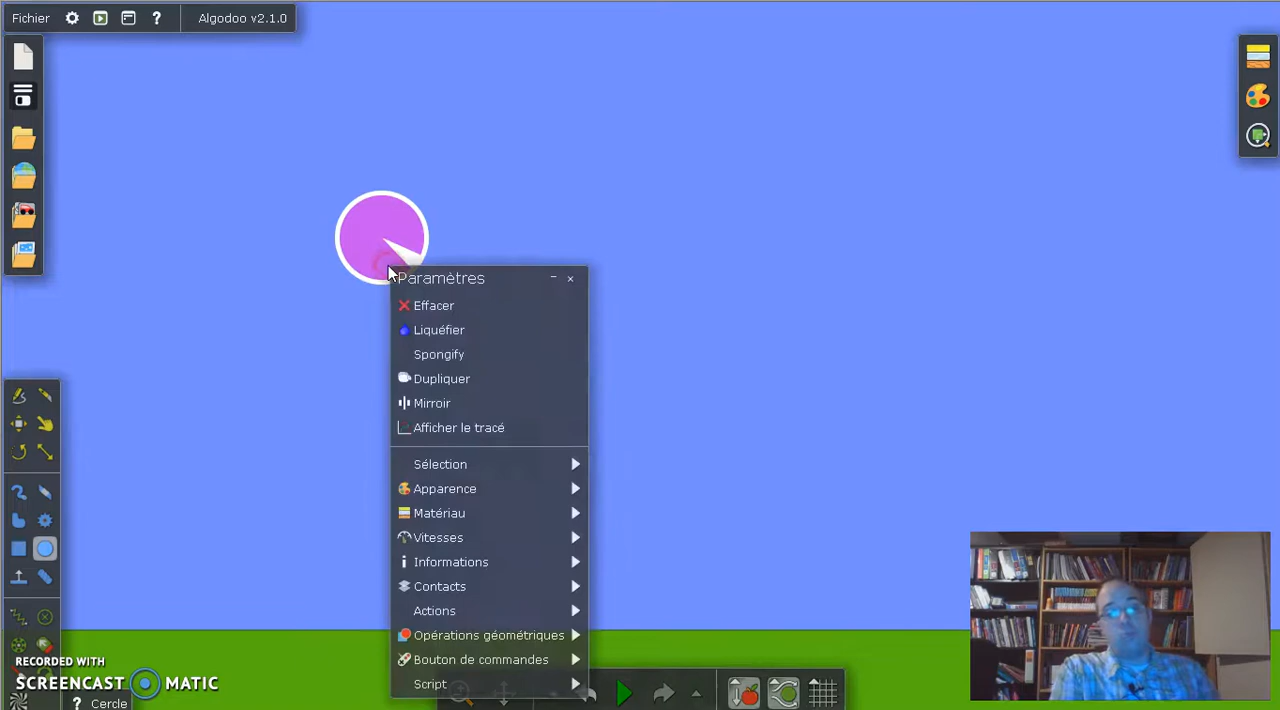 Fichier ? Algodoo v2.1.0
Paramètres
Effacer
Liquéfier
Spongify
Dupliquer
Mirroir
Afficher le tracé
Sélection
Apparence
Matériau
Vitesses
Informations
Contacts
Actions
Opérations géométriques
Bouton de commandes
Script
RECORDED WITH
SCREENCAST MATIC
? Cercle